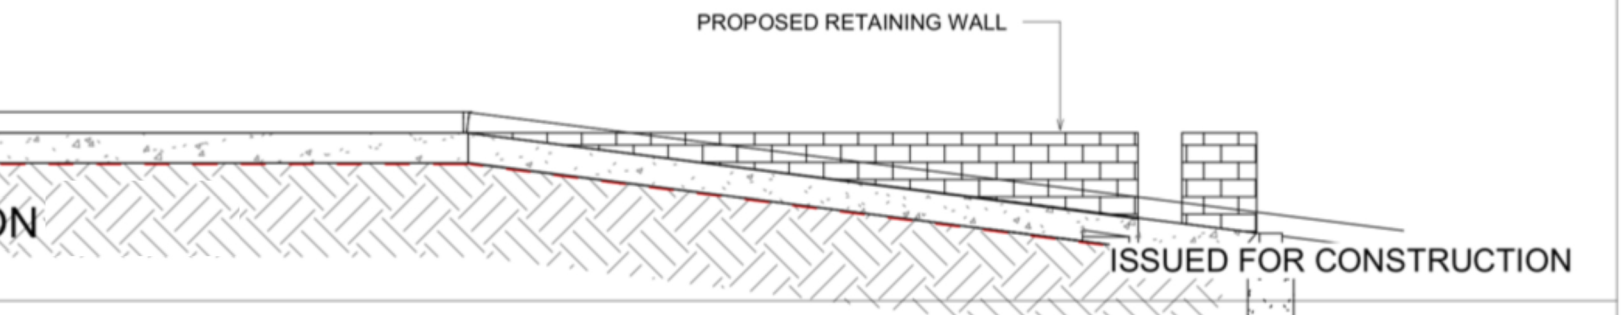 PROPOSED RETAINING WALL
ON
ISSUED FOR CONSTRUCTION